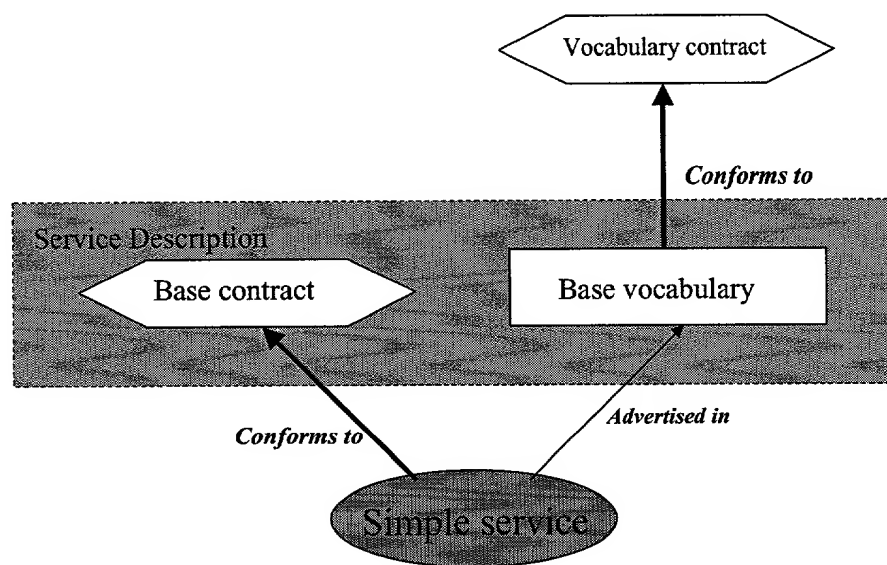 Vocabulary contract
Conforms to
Service Description
Base contract
Base vocabulary
Conforms to
Advertised in
Simple service